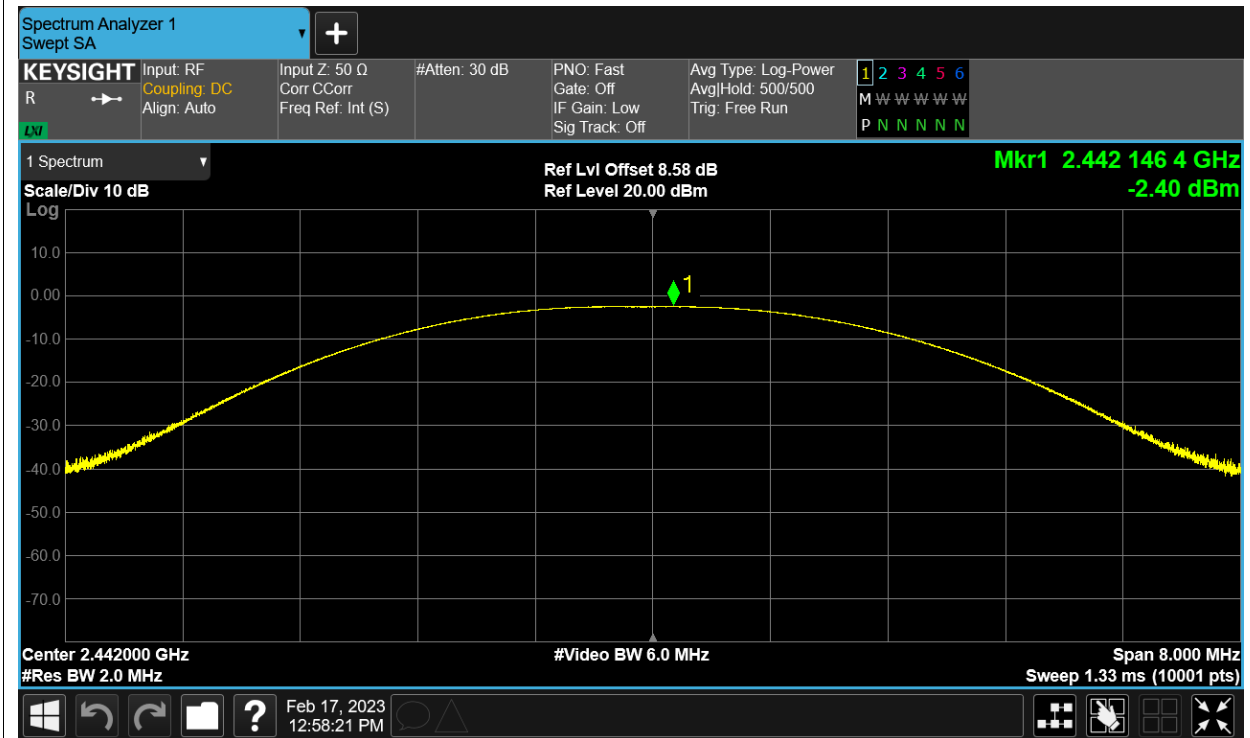 Spectrum Analyzer 1
Swept SA
KEYSIGHT
R
LXI
Input: RF
Coupling: DC
Align: Auto
Input Z: 50 Ω
Corr CCorr
Freq Ref: Int (S)
#Atten: 30 dB
PNO: Fast
Gate: Off
IF Gain: Low
Sig Track: Off
Avg Type: Log-Power
Avg|Hold: 500/500
Trig: Free Run
1 2 3 4 5 6
M W W W W W
P N N N N N
1 Spectrum
Scale/Div 10 dB
Log
Ref Lvl Offset 8.58 dB
Ref Level 20.00 dBm
Mkr1 2.442 146 4 GHz
-2.40 dBm
1
10.0
0.00
-10.0
-20.0
-30.0
-40.0
-50.0
-60.0
-70.0
Center 2.442000 GHz
#Res BW 2.0 MHz
#Video BW 6.0 MHz
Span 8.000 MHz
Sweep 1.33 ms (10001 pts)
?
Feb 17, 2023
12:58:21 PM